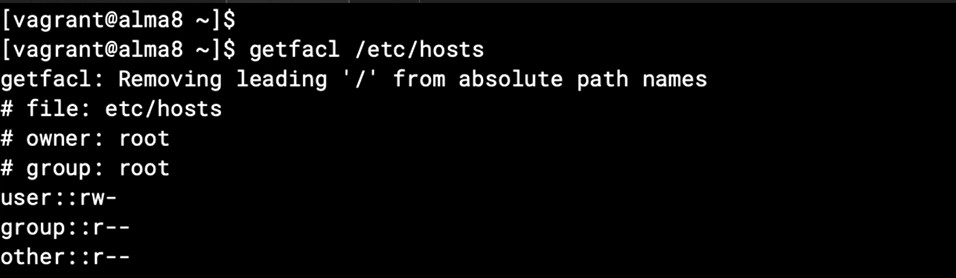 [vagrant@alma8 ~]$
[vagrant@alma8 ~]$ getfacl /etc/hosts
getfacl: Removing leading '/' from absolute path names
# file: etc/hosts
# owner: root
# group: root
user::rw-
group::r--
other::r--